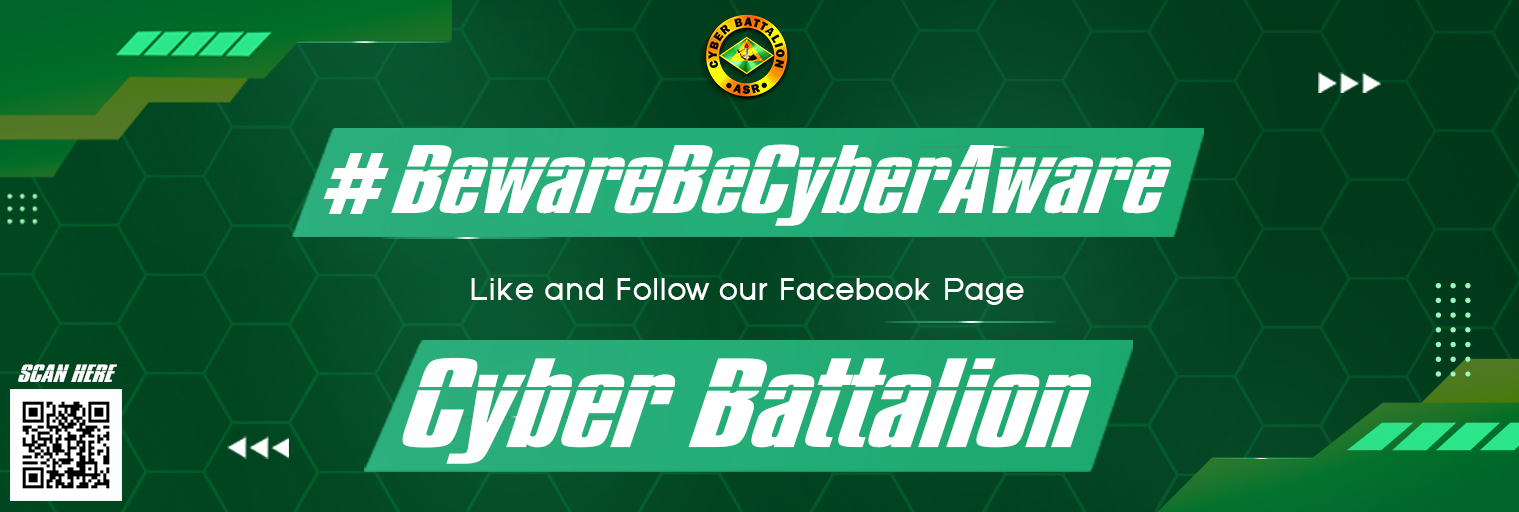 CYBER BATTALION
• ASR •
#BewareBeCyberAware
Like and Follow our Facebook Page
Cyber Battalion
SCAN HERE